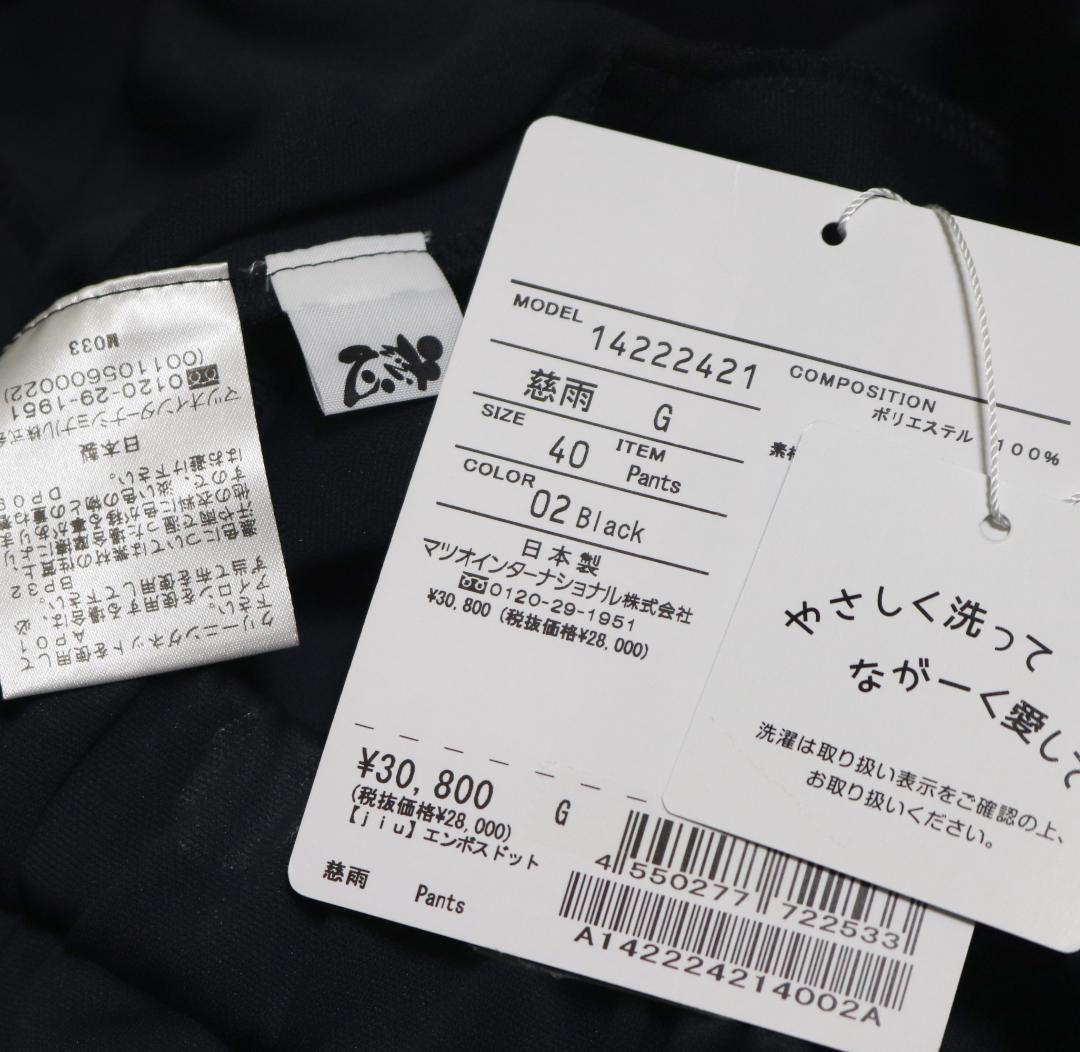 MODEL
14222421
慈雨 G
SIZE
40
ITEM
Pants
COLOR
02 Black
日本製
マツオインターナショナル株式会社
0120-29-1951
¥30,800 (税抜価格¥28,000)
COMPOSITION
ポリエステル 100%
¥30,800
(税抜価格¥28,000)
G
【jiu】エンボスドット
慈雨 Pants
4550277722533
A142224214002A
やさしく洗って
ながーく愛して
洗濯は取り扱い表示をご確認の上、
お取り扱いください。
日本製
マツオインターナショナル株式会
0120-29-1951
(001105600022)
M033